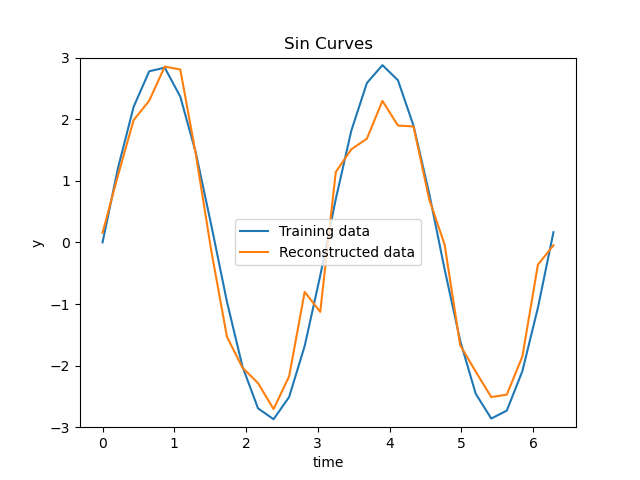 Sin Curves
y
3
2
1
0
−1
−2
−3
Training data
Reconstructed data
0 1 2 3 4 5 6
time